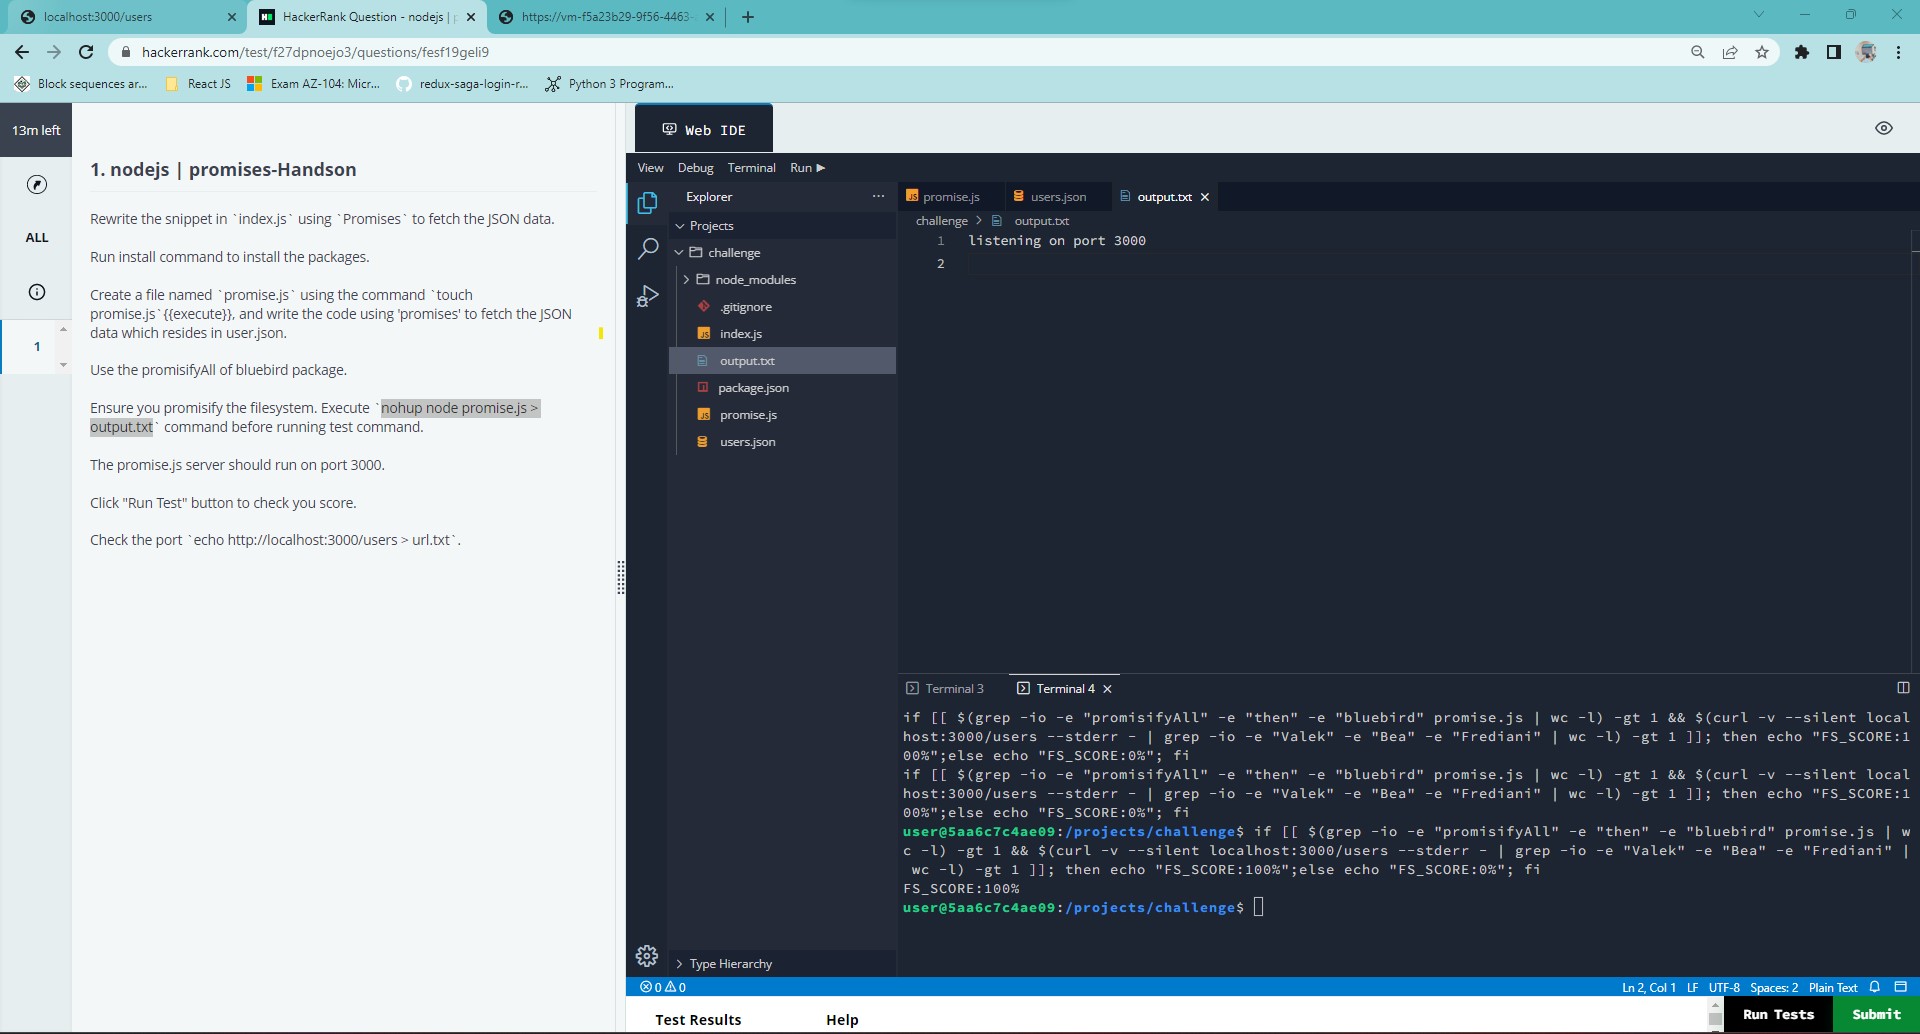 localhost:3000/users
HackerRank Question - nodejs |
https://vm-f5a23b29-9f56-4463-
hackerrank.com/test/f27dpnoejo3/questions/fesf19geli9
Block sequences ar...
React JS
Exam AZ-104: Micr...
redux-saga-login-r...
Python 3 Program...
13m left
ALL
1
1. nodejs | promises-Handson
Rewrite the snippet in `index.js` using `Promises` to fetch the JSON data.
Run install command to install the packages.
Create a file named `promise.js` using the command `touch
promise.js`{{execute}}, and write the code using 'promises' to fetch the JSON
data which resides in user.json.
Use the promisifyAll of bluebird package.
Ensure you promisify the filesystem. Execute `nohup node promise.js >
output.txt` command before running test command.
The promise.js server should run on port 3000.
Click "Run Test" button to check you score.
Check the port `echo http://localhost:3000/users > url.txt`.
Web IDE
View Debug Terminal Run
Explorer
Projects
challenge
node_modules
.gitignore
index.js
output.txt
package.json
promise.js
users.json
Type Hierarchy
promise.js
users.json
output.txt
challenge > output.txt
1 listening on port 3000
2
Terminal 3
Terminal 4
if [[ $(grep -io -e "promisifyAll" -e "then" -e "bluebird" promise.js | wc -l) -gt 1 && $(curl -v --silent local
host:3000/users --stderr - | grep -io -e "Valek" -e "Bea" -e "Frediani" | wc -l) -gt 1 ]]; then echo "FS_SCORE:1
00%";else echo "FS_SCORE:0%"; fi
if [[ $(grep -io -e "promisifyAll" -e "then" -e "bluebird" promise.js | wc -l) -gt 1 && $(curl -v --silent local
host:3000/users --stderr - | grep -io -e "Valek" -e "Bea" -e "Frediani" | wc -l) -gt 1 ]]; then echo "FS_SCORE:1
00%";else echo "FS_SCORE:0%"; fi
user@5aa6c7c4ae09:/projects/challenge$ if [[ $(grep -io -e "promisifyAll" -e "then" -e "bluebird" promise.js | w
c -l) -gt 1 && $(curl -v --silent localhost:3000/users --stderr - | grep -io -e "Valek" -e "Bea" -e "Frediani" |
wc -l) -gt 1 ]]; then echo "FS_SCORE:100%";else echo "FS_SCORE:0%"; fi
FS_SCORE:100%
user@5aa6c7c4ae09:/projects/challenge$
0 0
Ln 2, Col 1 LF UTF-8 Spaces: 2 Plain Text
Test Results
Help
Run Tests
Submit